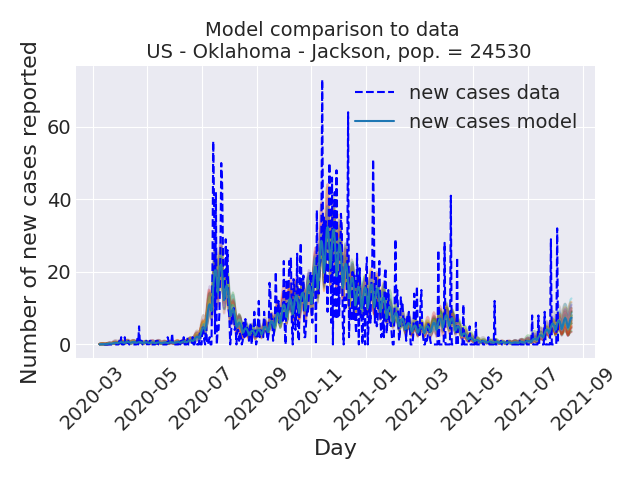 Model comparison to data
US - Oklahoma - Jackson, pop. = 24530
new cases data
new cases model
Number of new cases reported
60
40
20
0
2020-03
2020-05
2020-07
2020-09
2020-11
2021-01
2021-03
2021-05
2021-07
2021-09
Day